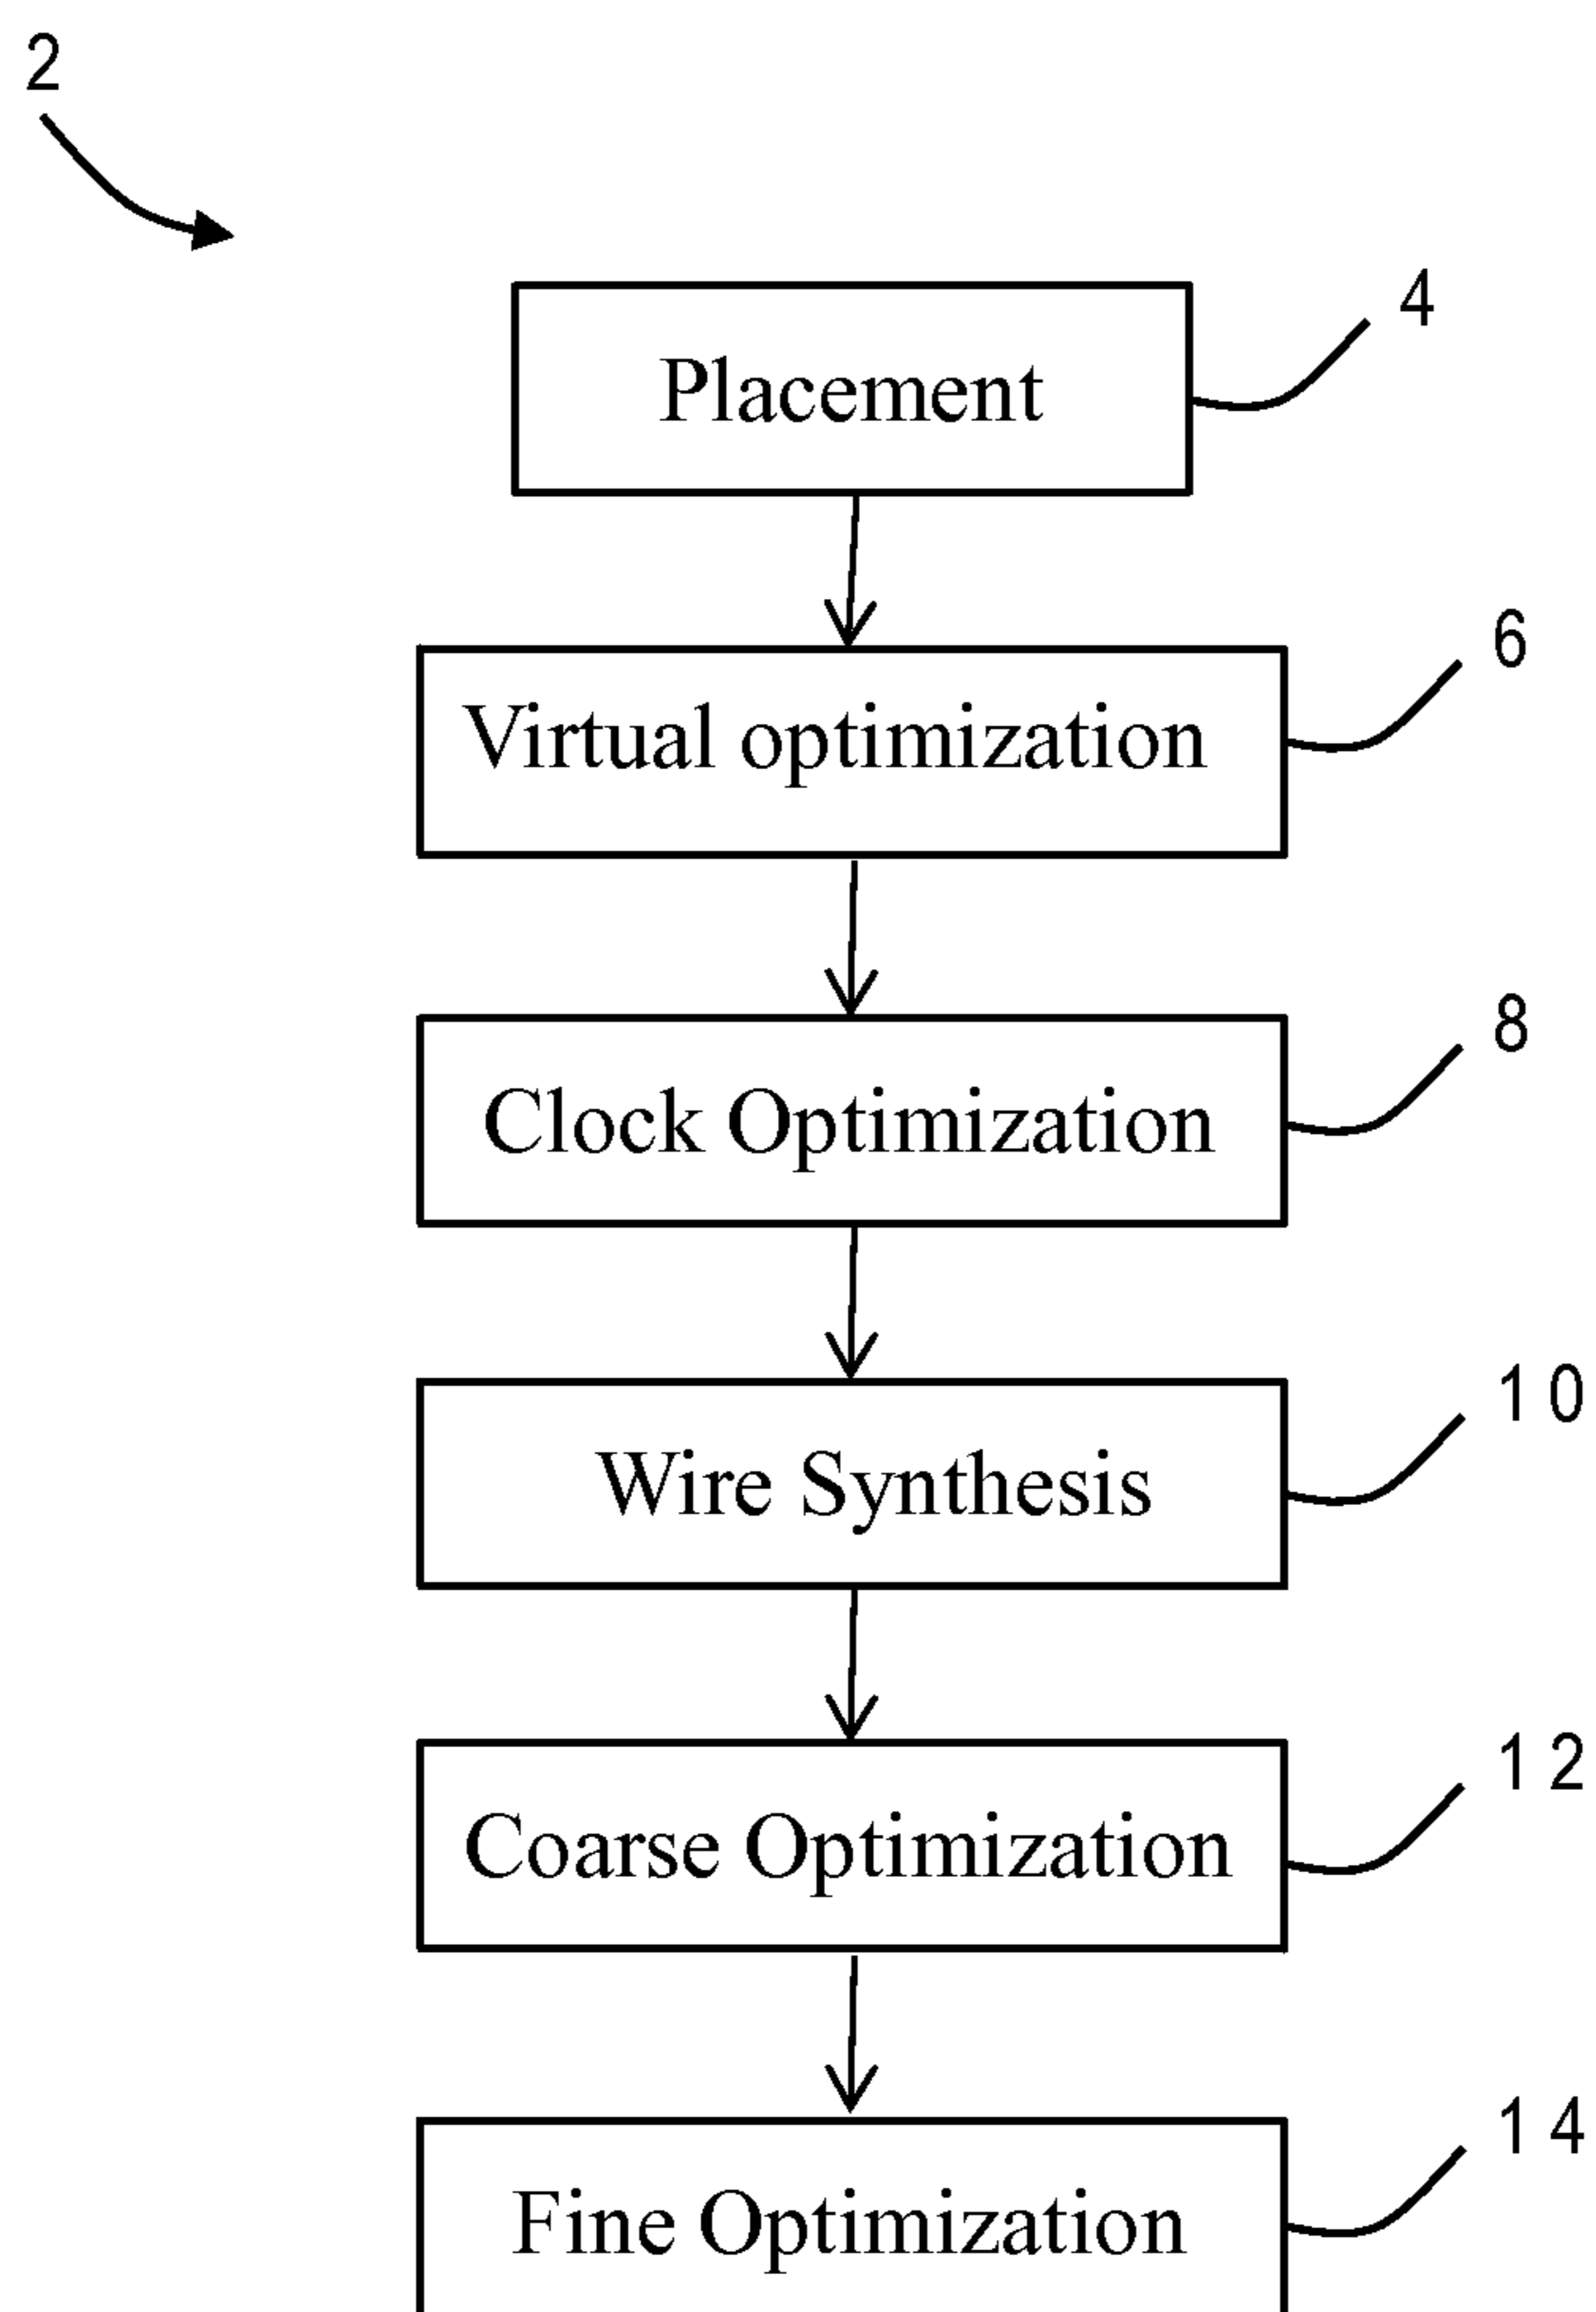 2
Placement
4
Virtual optimization
6
Clock Optimization
8
Wire Synthesis
10
Coarse Optimization
12
Fine Optimization
14